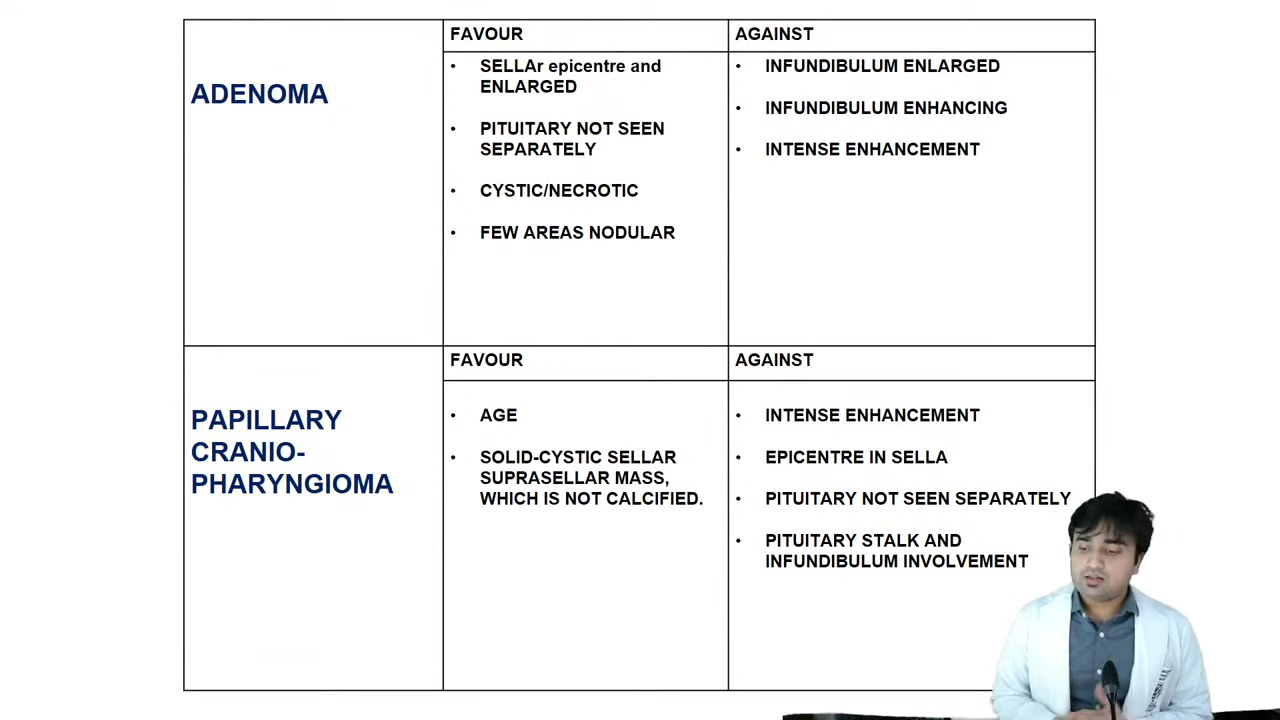 FAVOUR
AGAINST
ADENOMA
• SELLAr epicentre and
ENLARGED
• PITUITARY NOT SEEN
SEPARATELY
• CYSTIC/NECROTIC
• FEW AREAS NODULAR
• INFUNDIBULUM ENLARGED
• INFUNDIBULUM ENHANCING
• INTENSE ENHANCEMENT
FAVOUR
AGAINST
PAPILLARY
CRANIO-
PHARYNGIOMA
• AGE
• SOLID-CYSTIC SELLAR
SUPRASELLAR MASS,
WHICH IS NOT CALCIFIED.
• INTENSE ENHANCEMENT
• EPICENTRE IN SELLA
• PITUITARY NOT SEEN SEPARATELY
• PITUITARY STALK AND
INFUNDIBULUM INVOLVEMENT